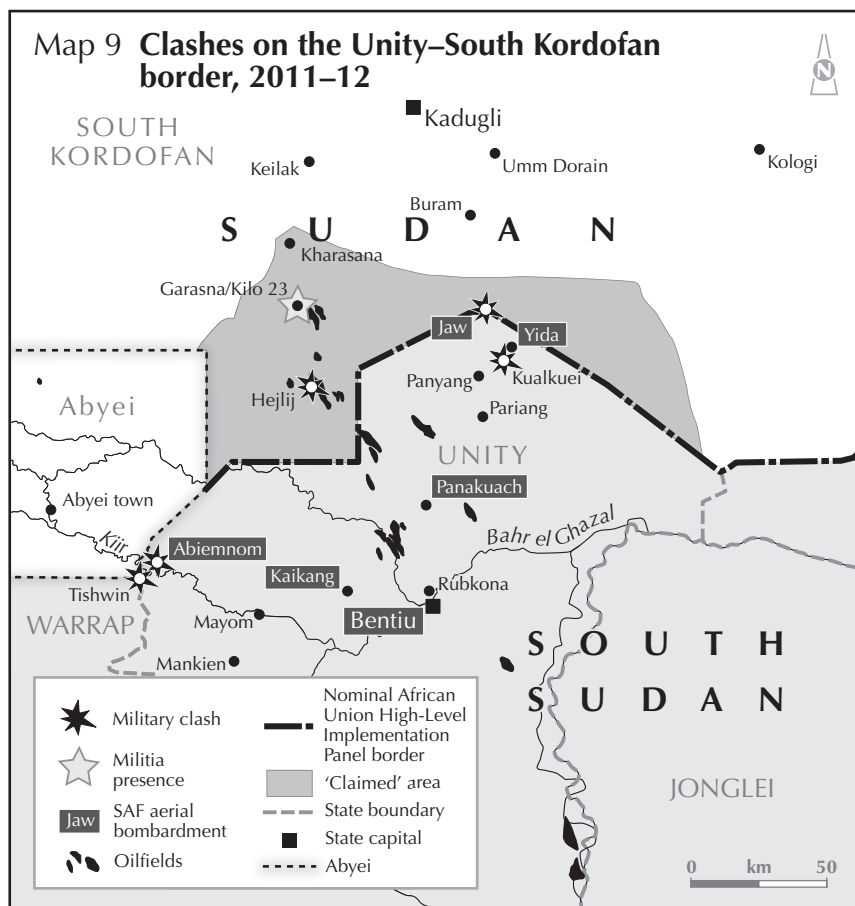 Map 9 Clashes on the Unity–South Kordofan
border, 2011–12
N
Kadugli
SOUTH
KORDOFAN
Keilak
Umm Dorain
Kologi
Buram
SUDAN
Kharasana
Garasna/Kilo 23
Jaw
Yida
Kualkuei
Panyang
Hejlij
Pariang
Abyei
UNITY
Panakuach
Abyei town
Bahr el Ghazal
Kiir
Abiemnom
Tishwin
Kaikang
Rubkona
WARRAP
Mayom
Bentiu
Mankien
SOUTH
SUDAN
JONGLEI
Military clash
Militia
presence
Jaw
SAF aerial
bombardment
Oilfields
Nominal African
Union High-Level
Implementation
Panel border
‘Claimed’ area
State boundary
State capital
Abyei
0 km 50